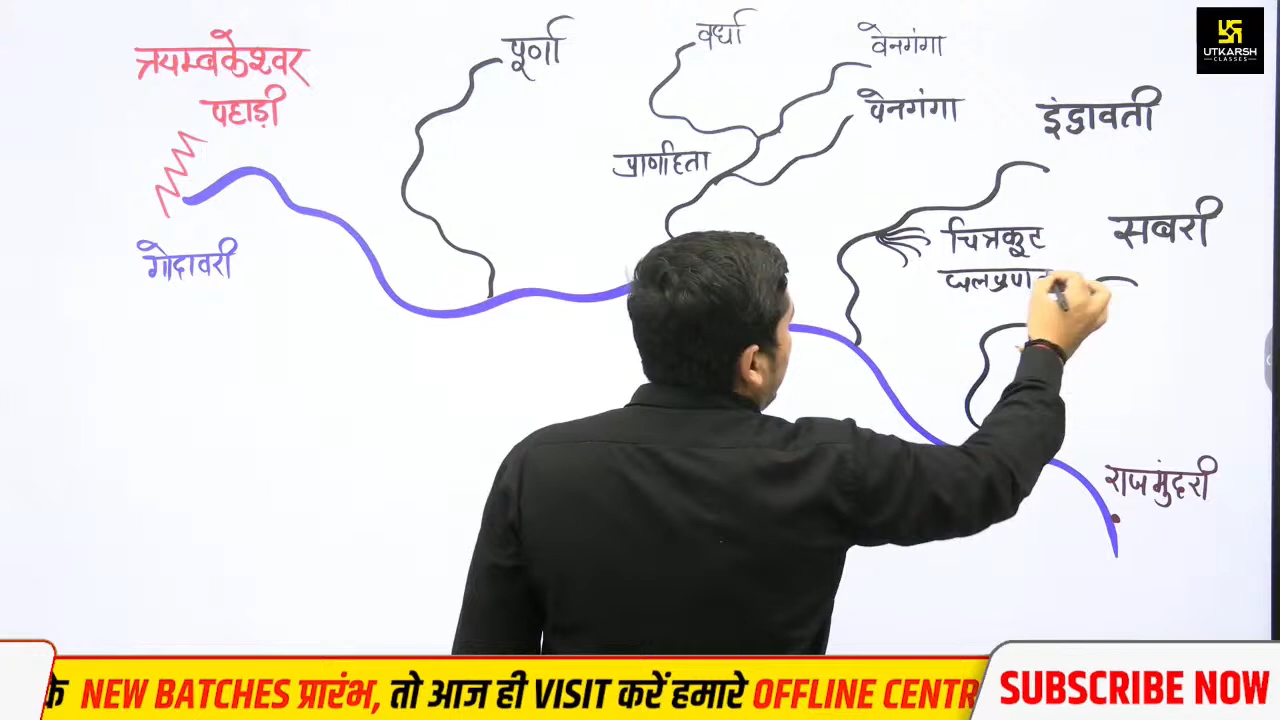 त्रयम्बकेश्वर
पहाड़ी
गोदावरी
पूर्णा
वर्धा
वेनगंगा
पेनगंगा
प्राणहिता
इंद्रावती
चित्रकूट
सबरी
राजमुंदरी
UTKARSH
CLASSES
के NEW BATCHES प्रारंभ, तो आज ही VISIT करें हमारे OFFLINE CENTR
SUBSCRIBE NOW